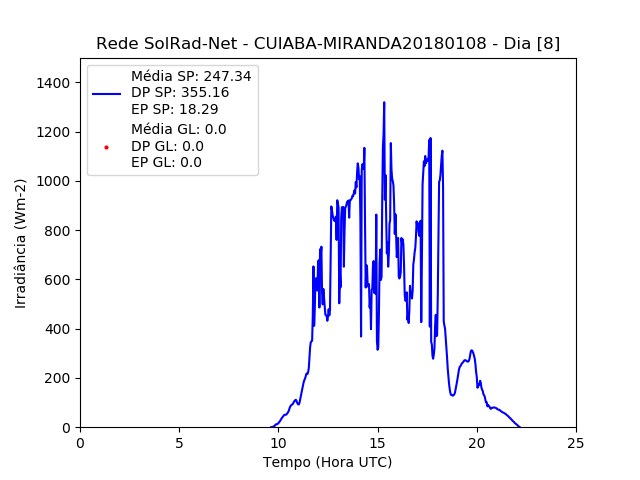 Rede SolRad-Net - CUIABA-MIRANDA20180108 - Dia [8]
Média SP: 247.34
DP SP: 355.16
EP SP: 18.29
Média GL: 0.0
DP GL: 0.0
EP GL: 0.0
Irradiância (Wm-2)
1400
1200
1000
800
600
400
200
0
0 5 10 15 20 25
Tempo (Hora UTC)